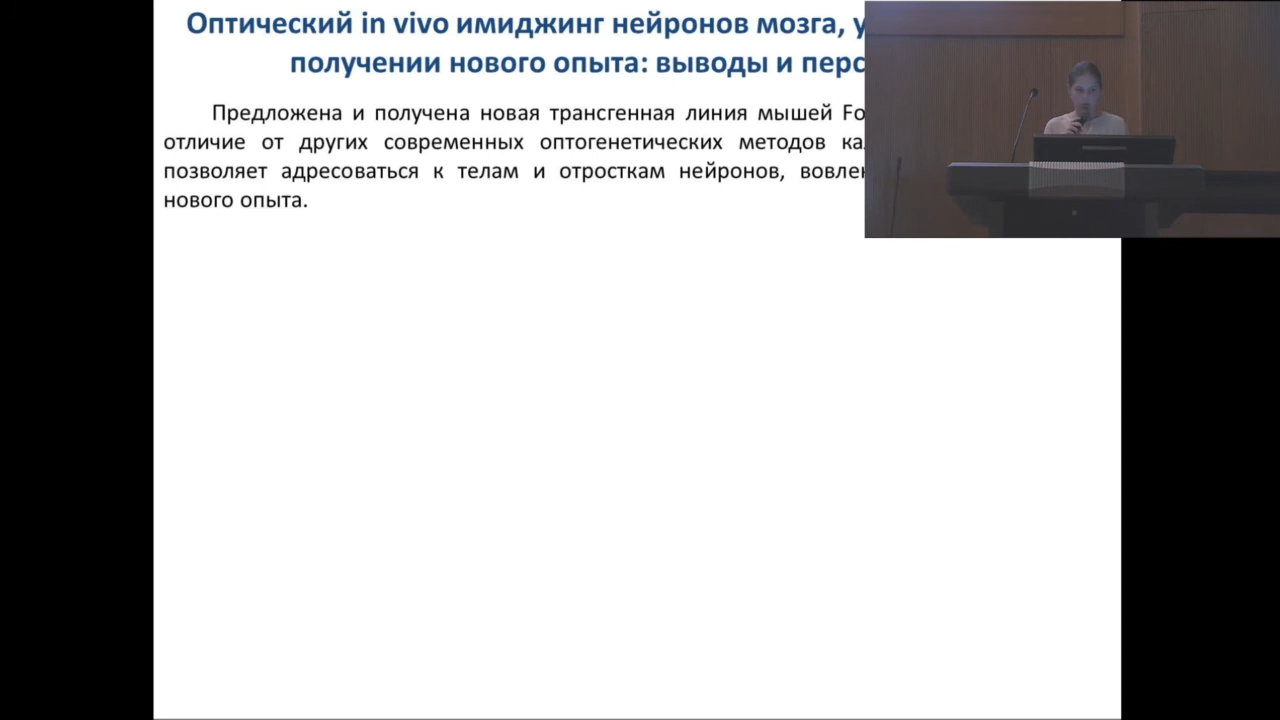 Оптический in vivo имиджинг нейронов мозга, у
получении нового опыта: выводы и перс
Предложена и получена новая трансгенная линия мышей Fo
отличие от других современных оптогенетических методов ка
позволяет адресоваться к телам и отросткам нейронов, вовле
нового опыта.